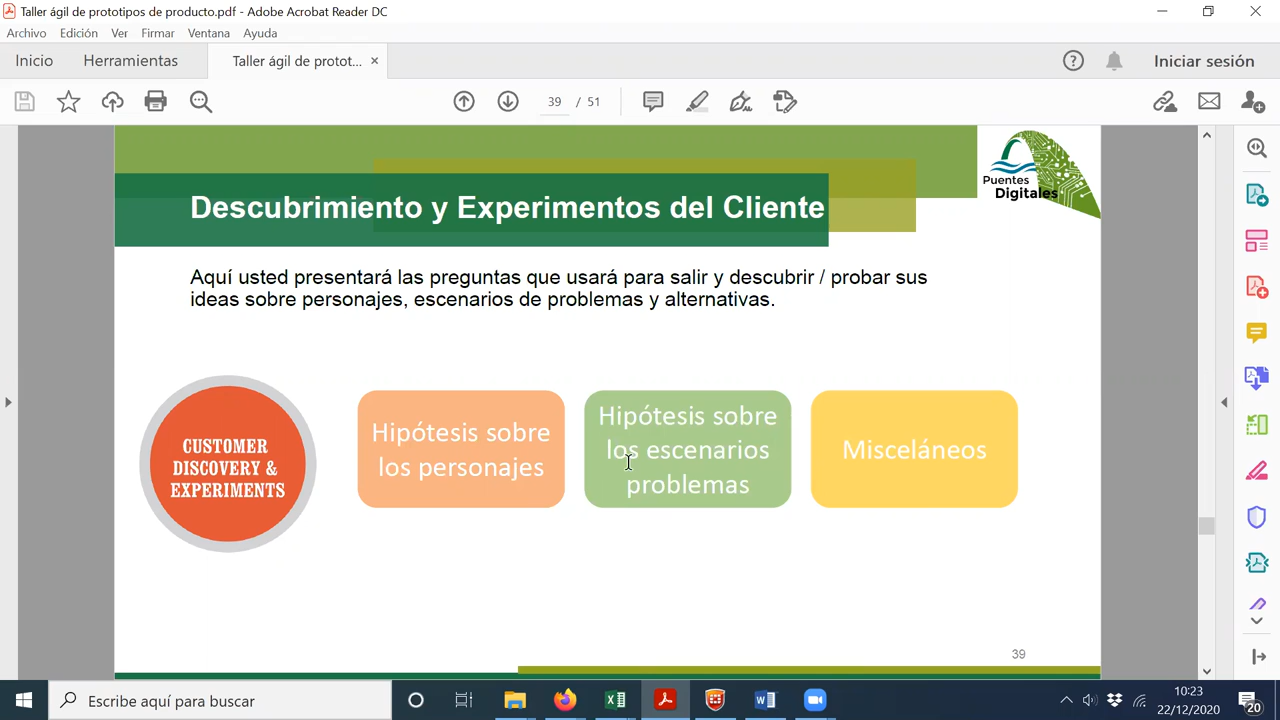 Taller ágil de prototipos de producto.pdf - Adobe Acrobat Reader DC
Archivo Edición Ver Firmar Ventana Ayuda
Inicio Herramientas Taller ágil de protot... × Iniciar sesión
39 / 51
Puentes
Digitales
Descubrimiento y Experimentos del Cliente
Aquí usted presentará las preguntas que usará para salir y descubrir / probar sus
ideas sobre personajes, escenarios de problemas y alternativas.
CUSTOMER
DISCOVERY &
EXPERIMENTS
Hipótesis sobre
los personajes
Hipótesis sobre
los escenarios
problemas
Misceláneos
39
Escribe aquí para buscar
10:23
22/12/2020
20